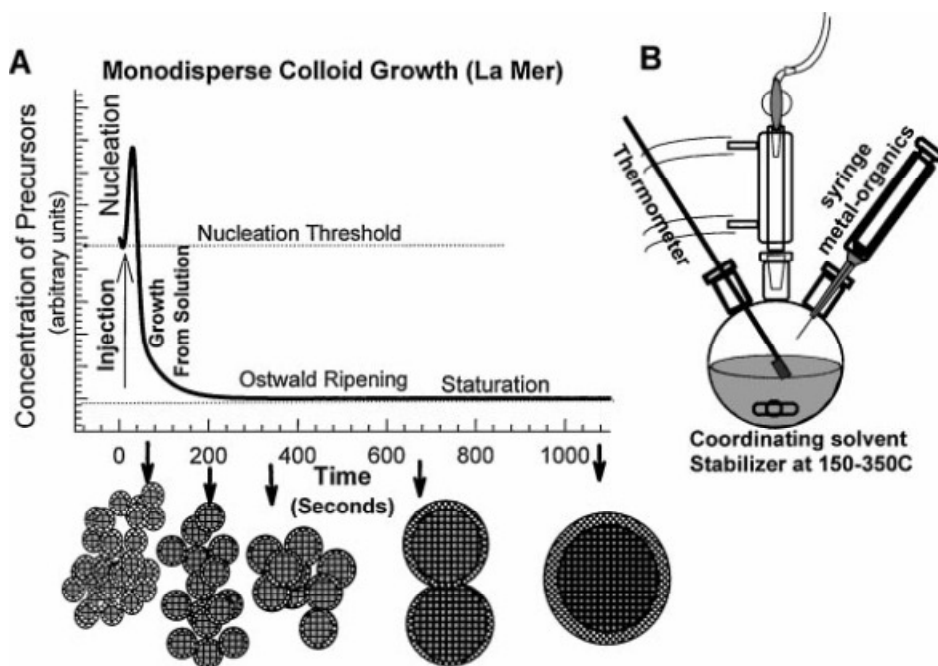 A
Monodisperse Colloid Growth (La Mer)
Concentration of Precursors
(arbitrary units)
Nucleation
Nucleation Threshold
Injection
Growth
From Solution
Ostwald Ripening
Staturation
0
200
400
600
800
1000
Time
(Seconds)
B
Thermometer
syringe
metal-organics
Coordinating solvent
Stabilizer at 150-350C